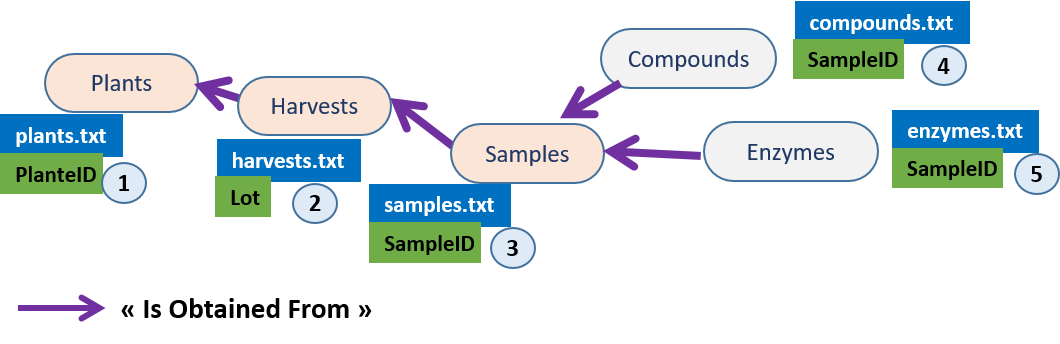 Plants
plants.txt
PlanteID
1
Harvests
harvests.txt
Lot
2
Samples
samples.txt
SampleID
3
Compounds
compounds.txt
SampleID
4
Enzymes
enzymes.txt
SampleID
5
« Is Obtained From »